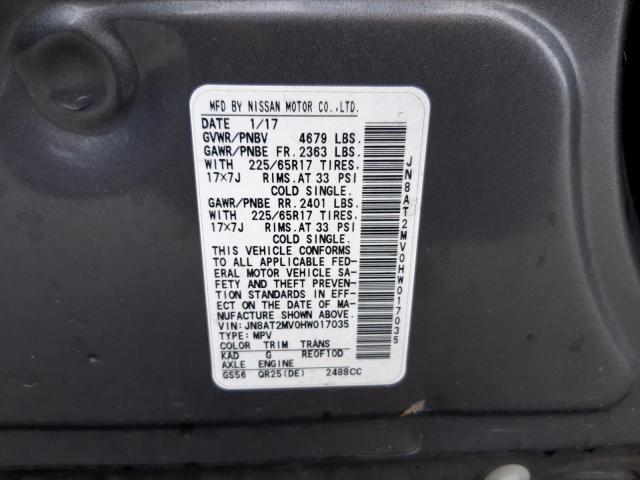 MFD BY NISSAN MOTOR CO.,LTD.
DATE 1/17
GVWR/PNBV 4679 LBS.
GAWR/PNBE FR. 2363 LBS.
WITH 225/65R17 TIRES.
17×7J RIMS.AT 33 PSI
COLD SINGLE.
GAWR/PNBE RR. 2401 LBS.
WITH 225/65R17 TIRES.
17×7J RIMS.AT 33 PSI
COLD SINGLE.
THIS VEHICLE CONFORMS
TO ALL APPLICABLE FED-
ERAL MOTOR VEHICLE SA-
FETY AND THEFT PREVEN-
TION STANDARDS IN EFF-
ECT ON THE DATE OF MA-
NUFACTURE SHOWN ABOVE.
VIN: JN8AT2MV0HW017035
TYPE: MPV
COLOR TRIM TRANS
KAD G RE0F10D
AXLE ENGINE
GS56 QR25(DE) 2488CC
JN8AT2MV0HW017035